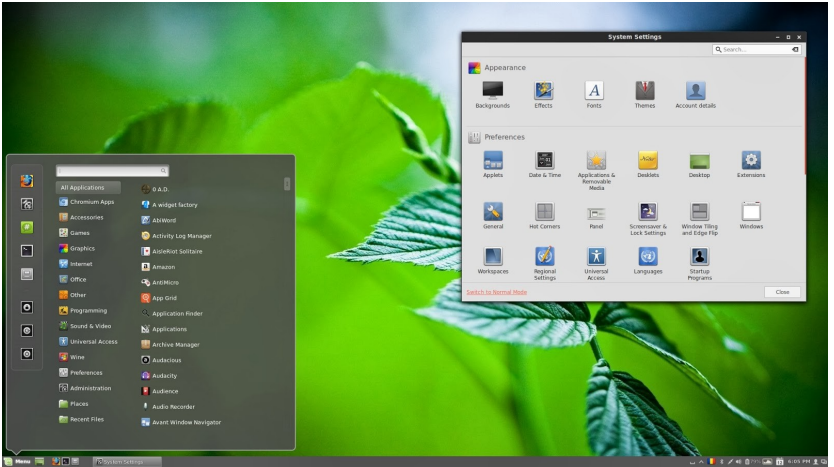 System Settings
Search...
Appearance
Backgrounds
Effects
Fonts
Themes
Account details
Preferences
Applets
Date & Time
Applications &
Removable
Media
Desklets
Desktop
Extensions
General
Hot Corners
Panel
Screensaver &
Lock Settings
Window Tiling
and Edge Flip
Windows
Workspaces
Regional
Settings
Universal
Access
Languages
Startup
Programs
Switch to Normal Mode
Close
All Applications
Chromium Apps
Accessories
Games
Graphics
Internet
Office
Other
Programming
Sound & Video
Universal Access
Wine
Preferences
Administration
Places
Recent Files
0 A.D.
A widget factory
AbiWord
Activity Log Manager
AisleRiot Solitaire
Amazon
AntiMicro
App Grid
Application Finder
Applications
Archive Manager
Audacious
Audacity
Audience
Audio Recorder
Avant Window Navigator
Menu
System Settings
6:05 PM